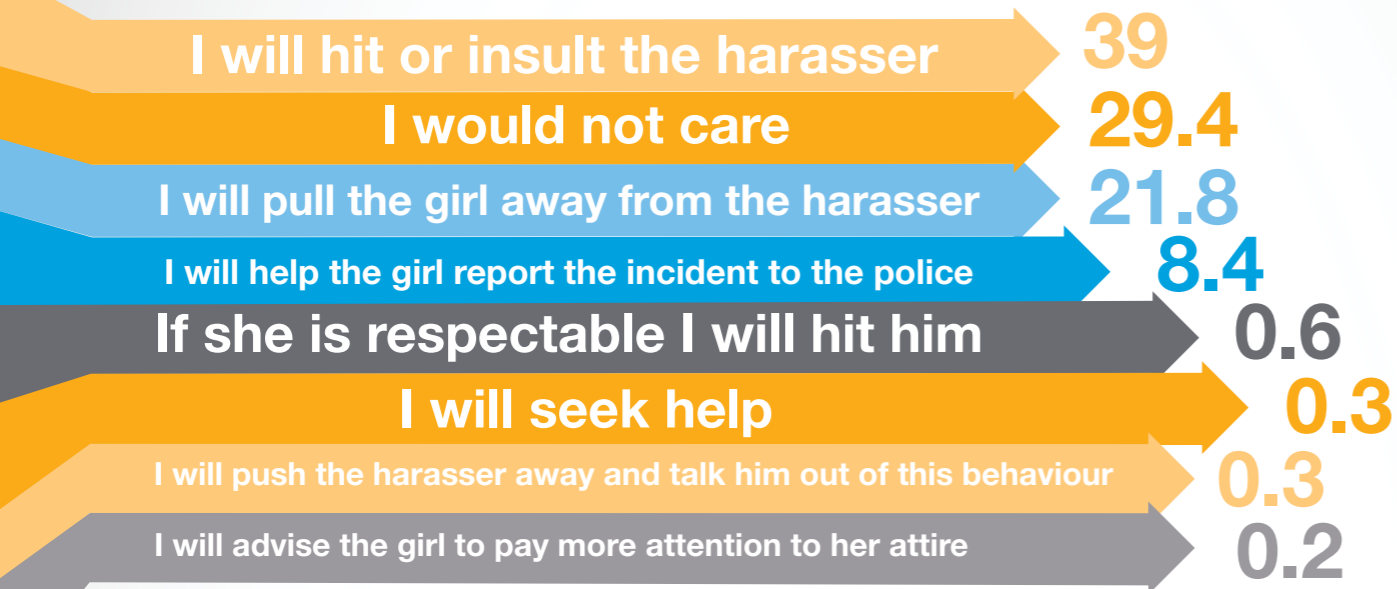 I will hit or insult the harasser 39
I would not care 29.4
I will pull the girl away from the harasser 21.8
I will help the girl report the incident to the police 8.4
If she is respectable I will hit him 0.6
I will seek help 0.3
I will push the harasser away and talk him out of this behaviour 0.3
I will advise the girl to pay more attention to her attire 0.2